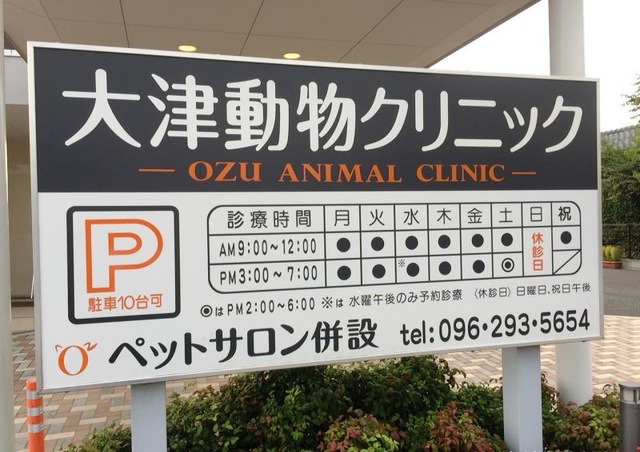 大津動物クリニック
— OZU ANIMAL CLINIC —
P
駐車10台可
診療時間 月 火 水 木 金 土 日 祝
AM9:00~12:00 ● ● ● ● ● ● 休診日 ●
PM3:00~7:00 ● ● ※● ● ● ◉ ／
◉はPM2:00~6:00 ※は 水曜午後のみ予約診療 〈休診日〉日曜日、祝日午後
O² ペットサロン併設 tel:096・293・5654